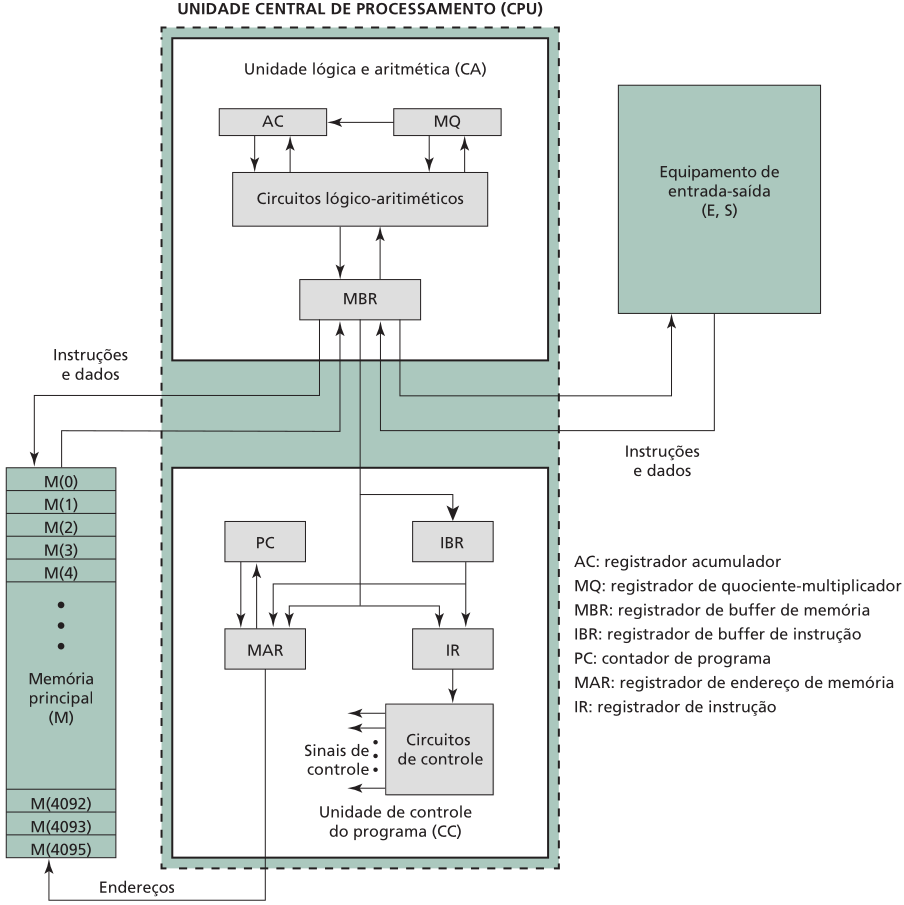 UNIDADE CENTRAL DE PROCESSAMENTO (CPU)
Unidade lógica e aritmética (CA)
AC
MQ
Circuitos lógico-aritiméticos
MBR
Equipamento de
entrada-saída
(E, S)
Instruções
e dados
Instruções
e dados
M(0)
M(1)
M(2)
M(3)
M(4)
Memória
principal
(M)
M(4092)
M(4093)
M(4095)
PC
IBR
MAR
IR
Sinais de
controle
Circuitos
de controle
Unidade de controle
do programa (CC)
Endereços
AC: registrador acumulador
MQ: registrador de quociente-multiplicador
MBR: registrador de buffer de memória
IBR: registrador de buffer de instrução
PC: contador de programa
MAR: registrador de endereço de memória
IR: registrador de instrução